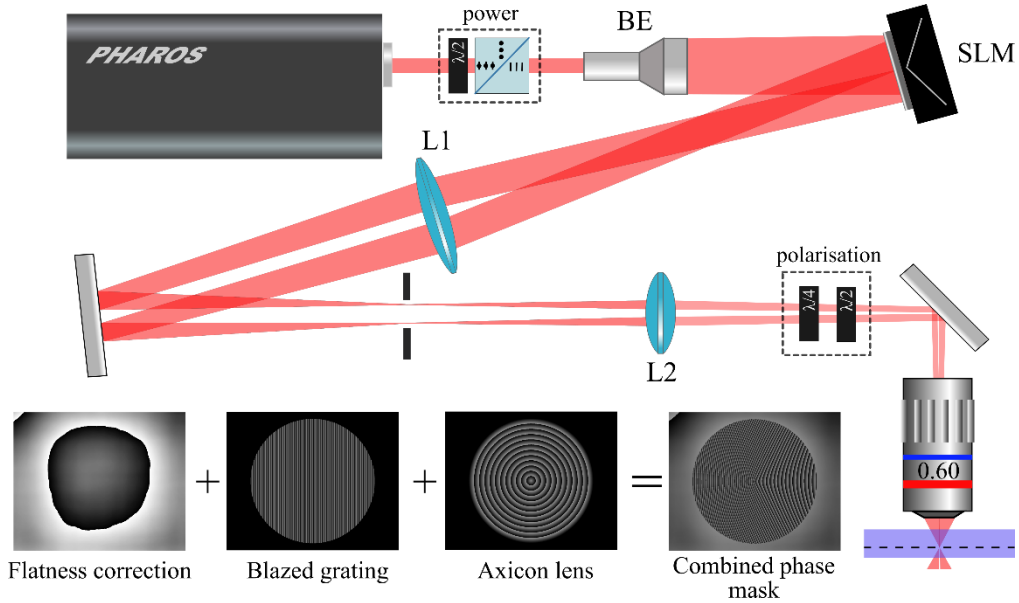 power
BE
PHAROS
λ/2
SLM
L1
polarisation
λ/4
λ/2
L2
0.60
+
+
=
Flatness correction
Blazed grating
Axicon lens
Combined phase
mask